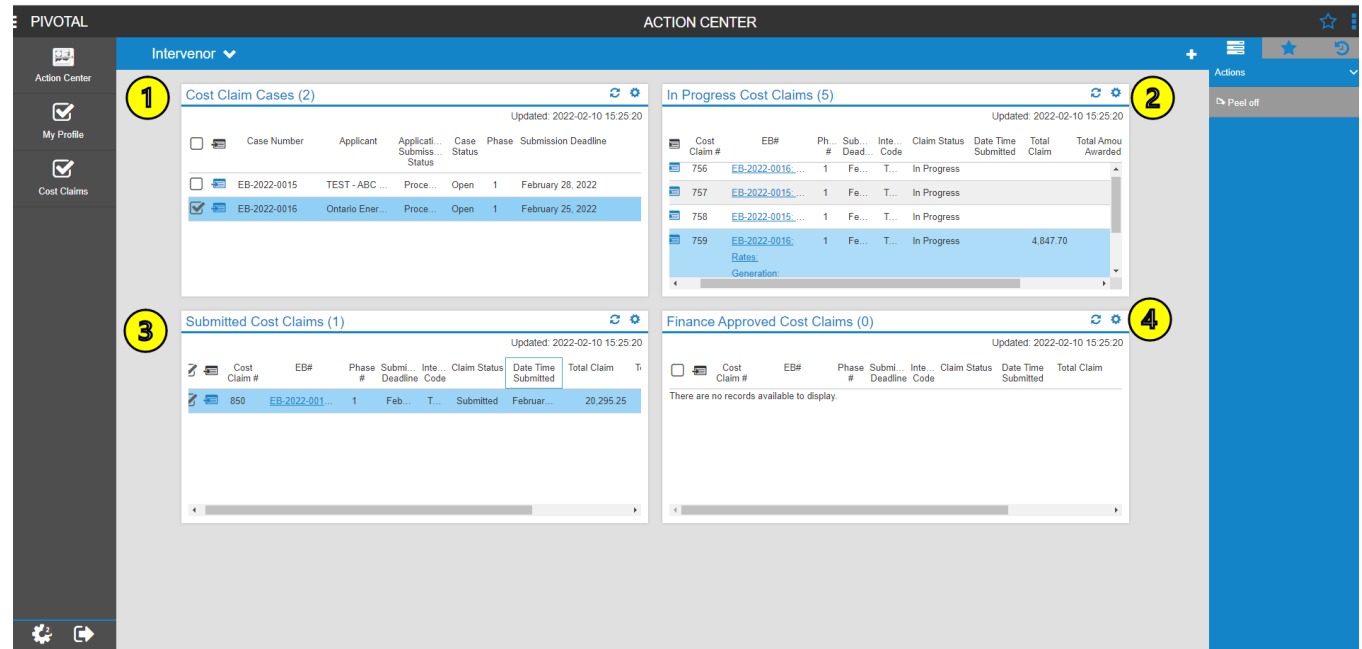 PIVOTAL
ACTION CENTER
Action Center
My Profile
Cost Claims
2
Intervenor
+
Actions
Peel off
1
Cost Claim Cases (2)
Updated: 2022-02-10 15:25:20
Case Number Applicant Applicati... Submiss... Status Case Status Phase Submission Deadline
EB-2022-0015 TEST - ABC ... Proce... Open 1 February 28, 2022
EB-2022-0016 Ontario Ener... Proce... Open 1 February 25, 2022
2
In Progress Cost Claims (5)
Updated: 2022-02-10 15:25:20
Cost Claim # EB# Ph... # Sub... Dead... Inte... Code Claim Status Date Time Submitted Total Claim Total Amou Awarded
756 EB-2022-0016: ... 1 Fe... T... In Progress
757 EB-2022-0015: ... 1 Fe... T... In Progress
758 EB-2022-0015: ... 1 Fe... T... In Progress
759 EB-2022-0016: 1 Fe... T... In Progress 4,847.70
Rates:
Generation:
3
Submitted Cost Claims (1)
Updated: 2022-02-10 15:25:20
Cost Claim # EB# Phase # Submi... Deadline Inte... Code Claim Status Date Time Submitted Total Claim
850 EB-2022-001... 1 Feb... T... Submitted Februar... 20,295.25
4
Finance Approved Cost Claims (0)
Updated: 2022-02-10 15:25:20
Cost Claim # EB# Phase # Submi... Deadline Inte... Code Claim Status Date Time Submitted Total Claim
There are no records available to display.